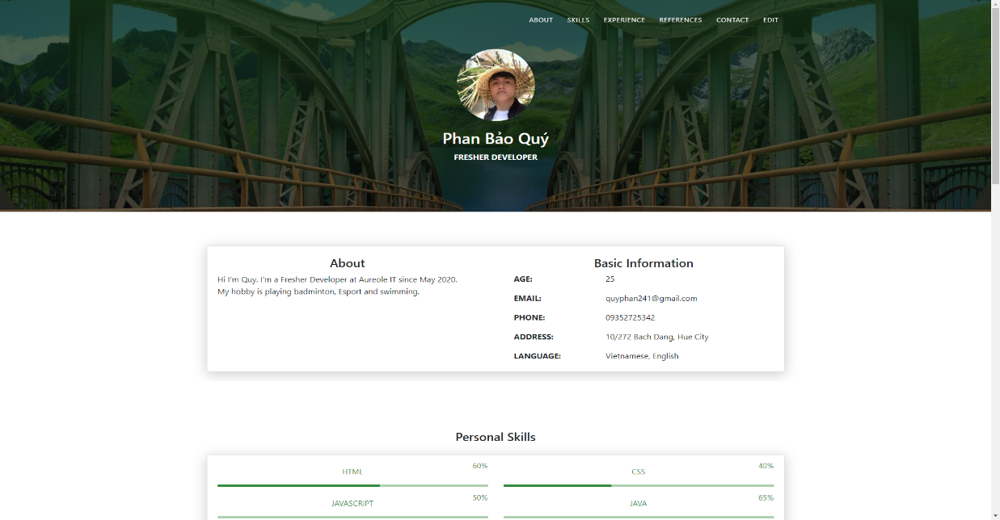 ABOUT SKILLS EXPERIENCE REFERENCES CONTACT EDIT
Phan Bảo Quý
FRESHER DEVELOPER
About
Hi I'm Quy. I'm a Fresher Developer at Aureole IT since May 2020.
My hobby is playing badminton, Esport and swimming.
Basic Information
AGE: 25
EMAIL: quyphan241@gmail.com
PHONE: 09352725342
ADDRESS: 10/272 Bach Dang, Hue City
LANGUAGE: Vietnamese, English
Personal Skills
HTML 60%
CSS 40%
JAVASCRIPT 50%
JAVA 65%